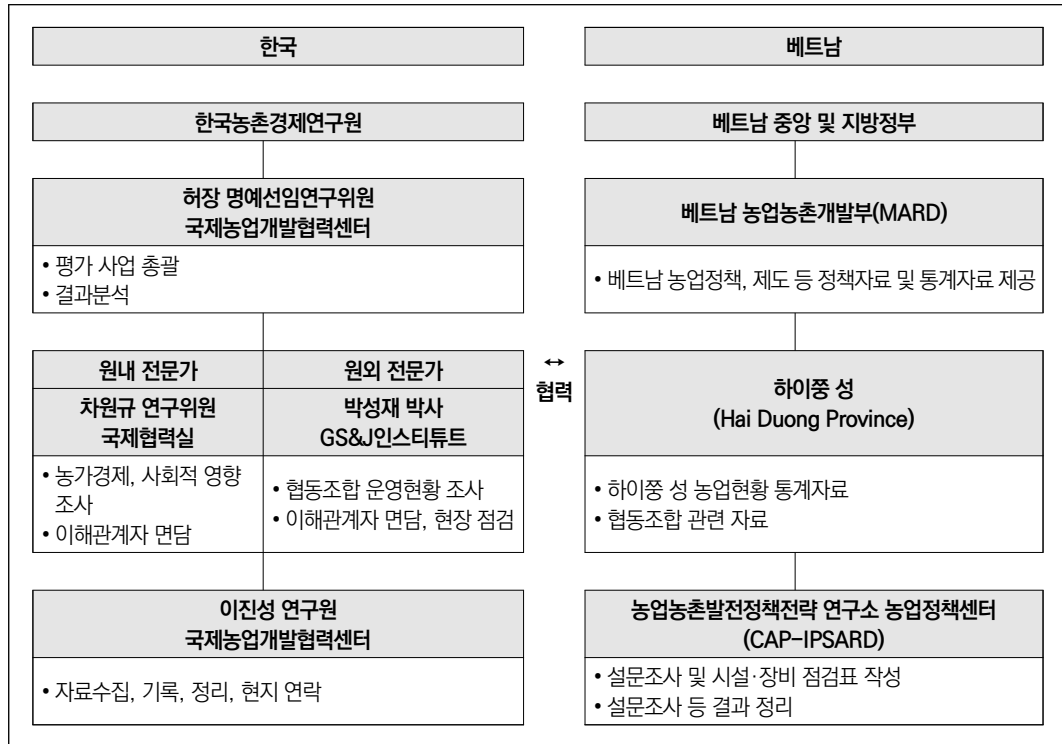 한국
한국농촌경제연구원
허장 명예선임연구위원
국제농업개발협력센터
• 평가 사업 총괄
• 결과분석
원내 전문가
차원규 연구위원
국제협력실
• 농가경제, 사회적 영향
조사
• 이해관계자 면담
원외 전문가
박성재 박사
GS&J인스티튜트
• 협동조합 운영현황 조사
• 이해관계자 면담, 현장 점검
이진성 연구원
국제농업개발협력센터
• 자료수집, 기록, 정리, 현지 연락
↔
협력
베트남
베트남 중앙 및 지방정부
베트남 농업농촌개발부(MARD)
• 베트남 농업정책, 제도 등 정책자료 및 통계자료 제공
하이쯩 성
(Hai Duong Province)
• 하이쯩 성 농업현황 통계자료
• 협동조합 관련 자료
농업농촌발전정책전략 연구소 농업정책센터
(CAP-IPSARD)
• 설문조사 및 시설·장비 점검표 작성
• 설문조사 등 결과 정리